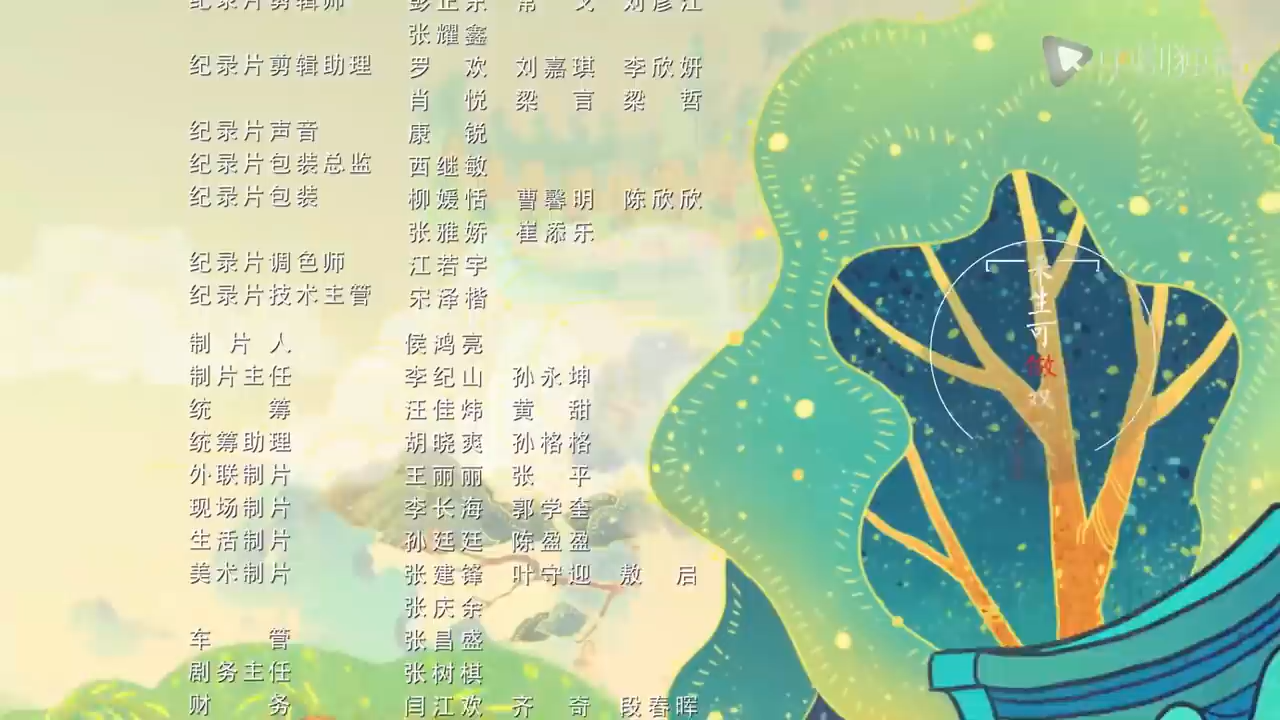 张耀鑫
纪录片剪辑助理 罗 欢 刘嘉琪 李欣妍
肖 悦 梁 言 梁 哲
纪录片声音 康 锐
纪录片包装总监 西继敏
纪录片包装 柳媛恬 曹馨明 陈欣欣
张雅娇 崔添乐
纪录片调色师 江若宇
纪录片技术主管 宋泽楷
制片人 侯鸿亮
制片主任 李纪山 孙永坤
统 筹 汪佳炜 黄 甜
统筹助理 胡晓爽 孙格格
外联制片 王丽丽 张 平
现场制片 李长海 郭学奎
生活制片 孙廷廷 陈盈盈
美术制片 张建锋 叶守迎 敖 启
张庆余
车 管 张昌盛
剧务主任 张树棋
财 务 闫江欢 齐 奇 段春晖
生可